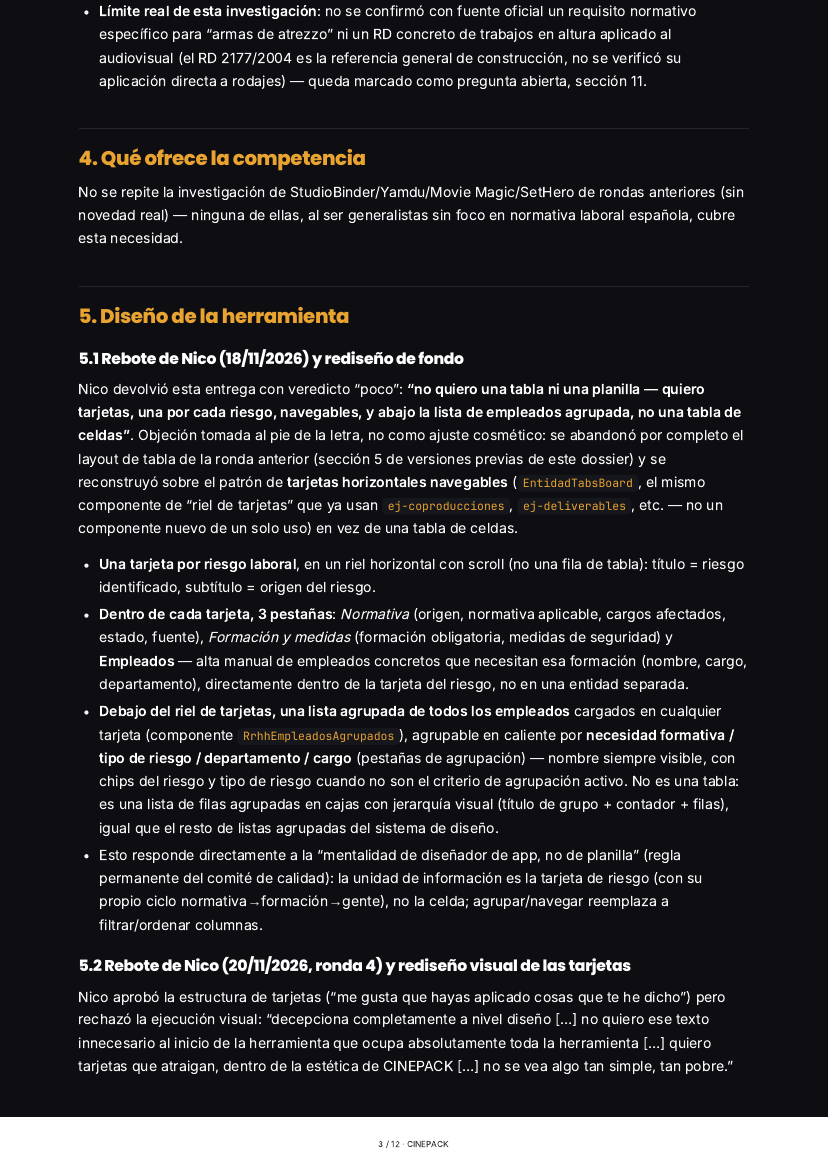 • Límite real de esta investigación: no se confirmó con fuente oficial un requisito normativo
específico para “armas de atrezzo” ni un RD concreto de trabajos en altura aplicado al
audiovisual (el RD 2177/2004 es la referencia general de construcción, no se verificó su
aplicación directa a rodajes) — queda marcado como pregunta abierta, sección 11.
4. Qué ofrece la competencia
No se repite la investigación de StudioBinder/Yamdu/Movie Magic/SetHero de rondas anteriores (sin
novedad real) — ninguna de ellas, al ser generalistas sin foco en normativa laboral española, cubre
esta necesidad.
5. Diseño de la herramienta
5.1 Rebote de Nico (18/11/2026) y rediseño de fondo
Nico devolvió esta entrega con veredicto “poco”: “no quiero una tabla ni una planilla — quiero
tarjetas, una por cada riesgo, navegables, y abajo la lista de empleados agrupada, no una tabla de
celdas”. Objeción tomada al pie de la letra, no como ajuste cosmético: se abandonó por completo el
layout de tabla de la ronda anterior (sección 5 de versiones previas de este dossier) y se
reconstruyó sobre el patrón de tarjetas horizontales navegables ( EntidadTabsBoard , el mismo
componente de “riel de tarjetas” que ya usan ej-coproducciones , ej-deliverables , etc. — no un
componente nuevo de un solo uso) en vez de una tabla de celdas.
• Una tarjeta por riesgo laboral, en un riel horizontal con scroll (no una fila de tabla): título = riesgo
identificado, subtítulo = origen del riesgo.
• Dentro de cada tarjeta, 3 pestañas: Normativa (origen, normativa aplicable, cargos afectados,
estado, fuente), Formación y medidas (formación obligatoria, medidas de seguridad) y
Empleados — alta manual de empleados concretos que necesitan esa formación (nombre, cargo,
departamento), directamente dentro de la tarjeta del riesgo, no en una entidad separada.
• Debajo del riel de tarjetas, una lista agrupada de todos los empleados cargados en cualquier
tarjeta (componente RrhhEmpleadosAgrupados ), agrupable en caliente por necesidad formativa /
tipo de riesgo / departamento / cargo (pestañas de agrupación) — nombre siempre visible, con
chips del riesgo y tipo de riesgo cuando no son el criterio de agrupación activo. No es una tabla:
es una lista de filas agrupadas en cajas con jerarquía visual (título de grupo + contador + filas),
igual que el resto de listas agrupadas del sistema de diseño.
• Esto responde directamente a la “mentalidad de diseñador de app, no de planilla” (regla
permanente del comité de calidad): la unidad de información es la tarjeta de riesgo (con su
propio ciclo normativa→formación→gente), no la celda; agrupar/navegar reemplaza a
filtrar/ordenar columnas.
5.2 Rebote de Nico (20/11/2026, ronda 4) y rediseño visual de las tarjetas
Nico aprobó la estructura de tarjetas (“me gusta que hayas aplicado cosas que te he dicho”) pero
rechazó la ejecución visual: “decepciona completamente a nivel diseño [...] no quiero ese texto
innecesario al inicio de la herramienta que ocupa absolutamente toda la herramienta [...] quiero
tarjetas que atraigan, dentro de la estética de CINEPACK [...] no se vea algo tan simple, tan pobre.”
3 / 12 · CINEPACK